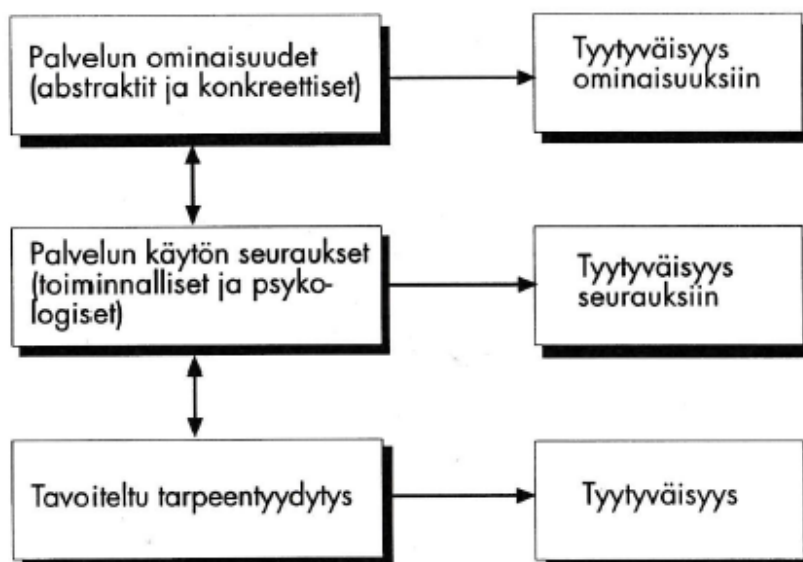 Palvelun ominaisuudet
(abstraktit ja konkreettiset)
Tyytyväisyys
ominaisuuksiin
Palvelun käytön seuraukset
(toiminnalliset ja psyko-
logiset)
Tyytyväisyys
seurauksiin
Tavoiteltu tarpeentyydytys
Tyytyväisyys